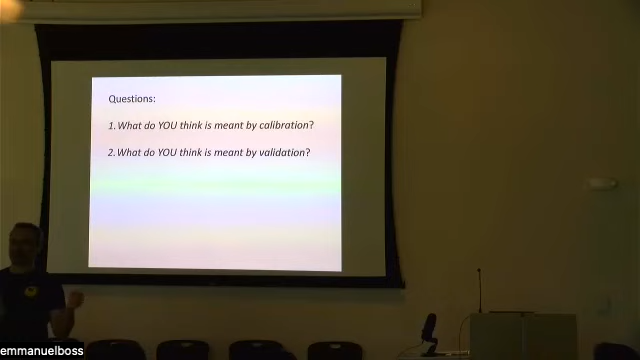 Questions:
1. What do YOU think is meant by calibration?
2. What do YOU think is meant by validation?
emmanuelboss